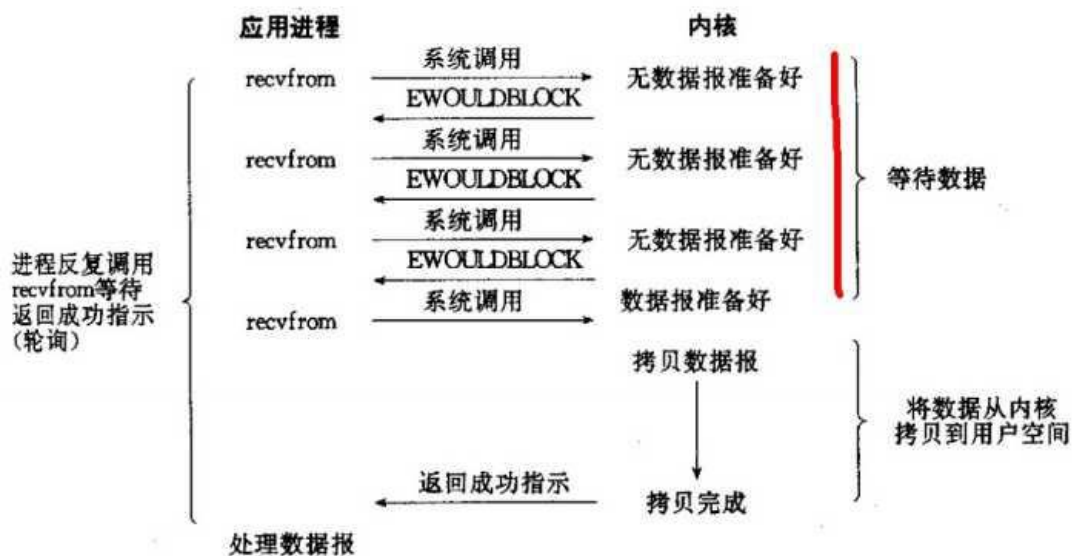 应用进程
内核
recvfrom
系统调用
无数据报准备好
EWOULDBLOCK
recvfrom
系统调用
无数据报准备好
EWOULDBLOCK
等待数据
recvfrom
系统调用
无数据报准备好
EWOULDBLOCK
进程反复调用
recvfrom等待
返回成功指示
(轮询)
recvfrom
系统调用
数据报准备好
拷贝数据报
将数据从内核
拷贝到用户空间
返回成功指示
拷贝完成
处理数据报